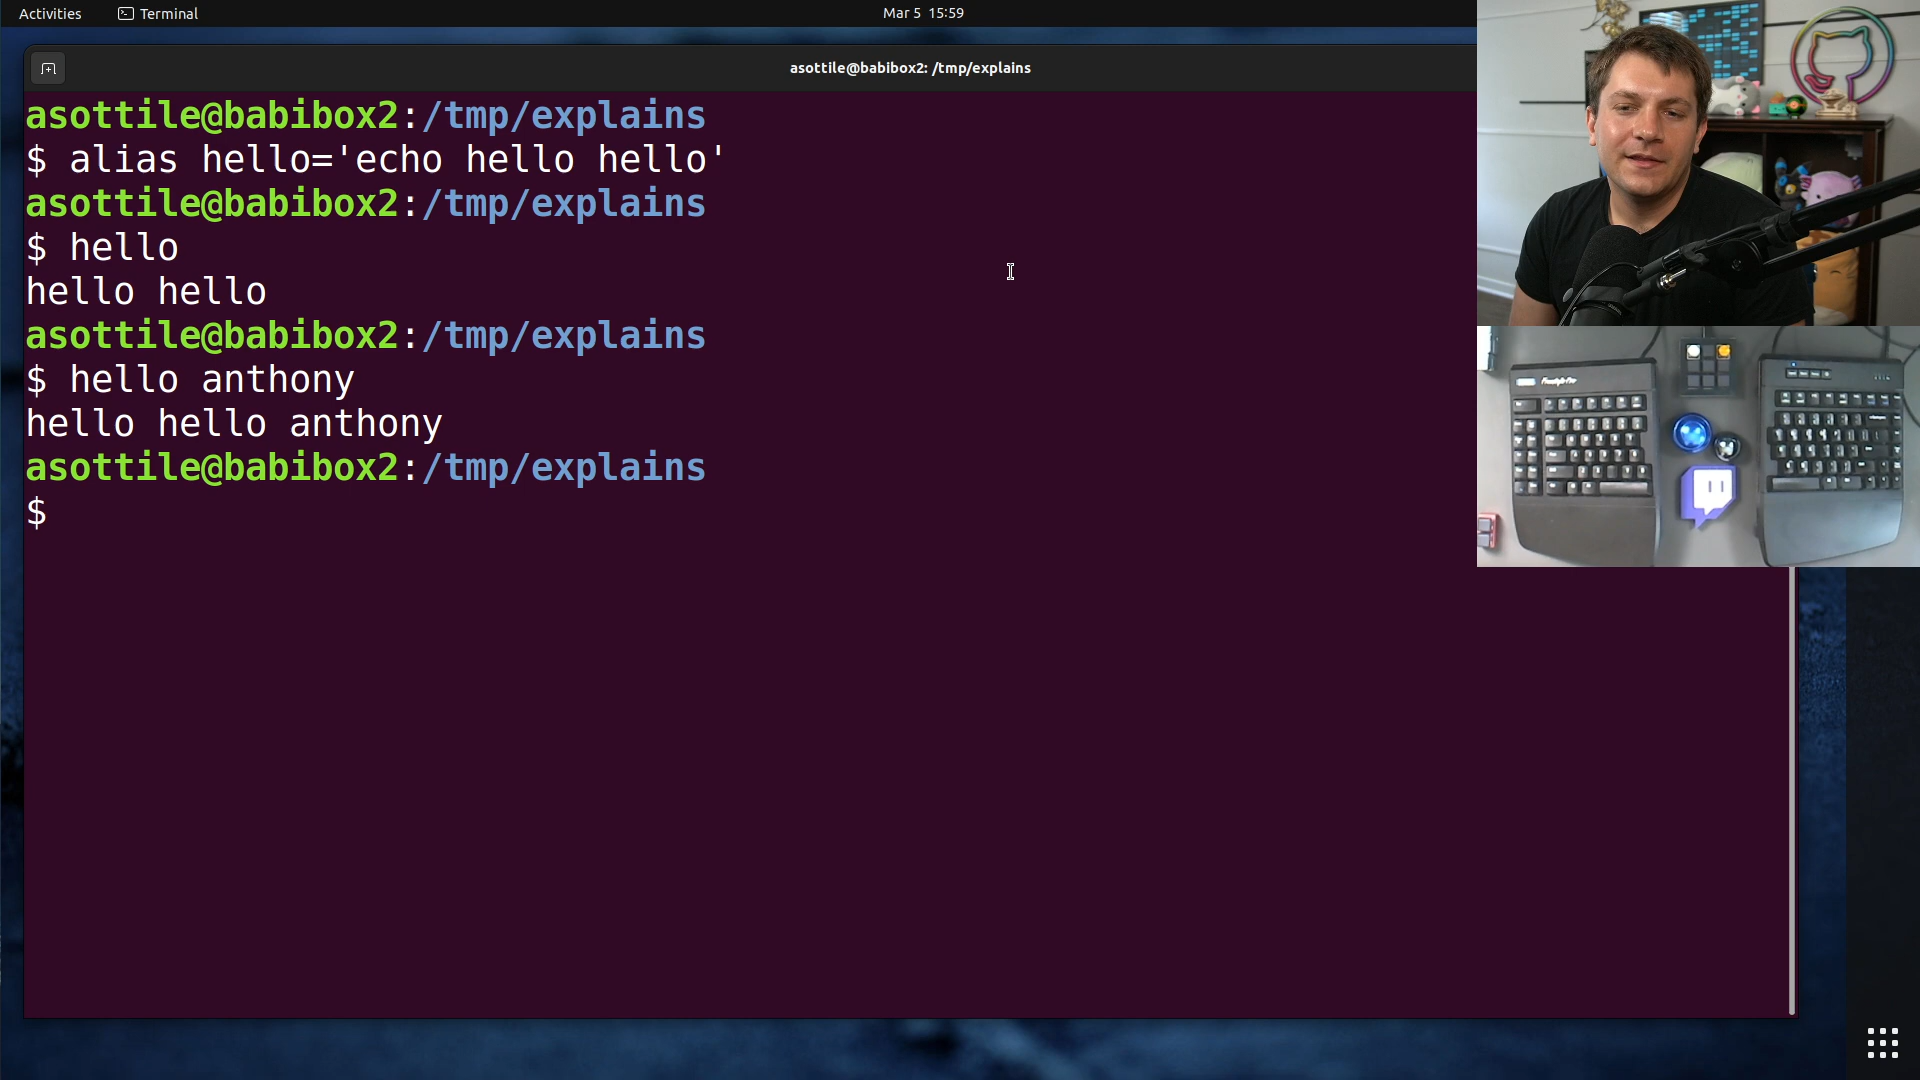 Activities
Terminal
Mar 5 15:59
asottile@babibox2: /tmp/explains
asottile@babibox2:/tmp/explains
$ alias hello='echo hello hello'
asottile@babibox2:/tmp/explains
$ hello
hello hello
asottile@babibox2:/tmp/explains
$ hello anthony
hello hello anthony
asottile@babibox2:/tmp/explains
$